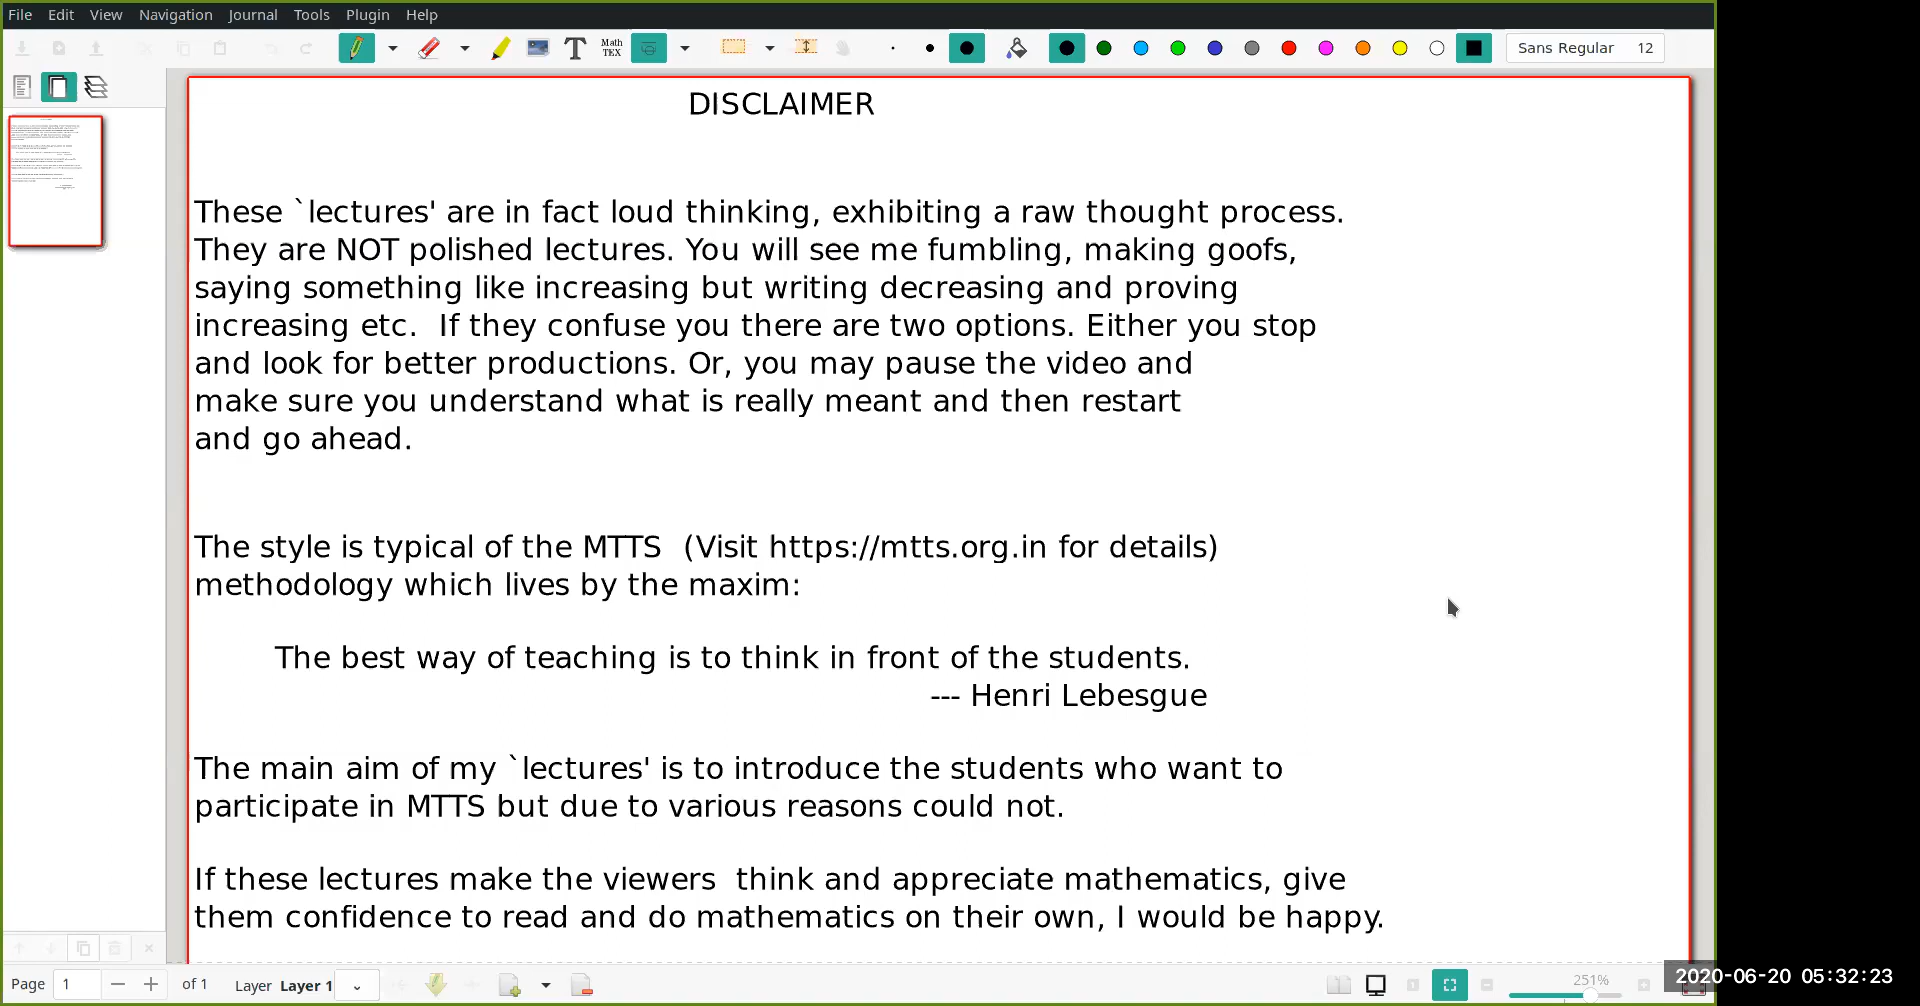 File Edit View Navigation Journal Tools Plugin Help
Math TEX
Sans Regular 12
DISCLAIMER
These `lectures' are in fact loud thinking, exhibiting a raw thought process.
They are NOT polished lectures. You will see me fumbling, making goofs,
saying something like increasing but writing decreasing and proving
increasing etc.  If they confuse you there are two options. Either you stop
and look for better productions. Or, you may pause the video and
make sure you understand what is really meant and then restart
and go ahead.
The style is typical of the MTTS  (Visit https://mtts.org.in for details)
methodology which lives by the maxim:
The best way of teaching is to think in front of the students.
--- Henri Lebesgue
The main aim of my `lectures' is to introduce the students who want to
participate in MTTS but due to various reasons could not.
If these lectures make the viewers  think and appreciate mathematics, give
them confidence to read and do mathematics on their own, I would be happy.
Page 1 of 1 Layer Layer 1 251%
2020-06-20 05:32:23